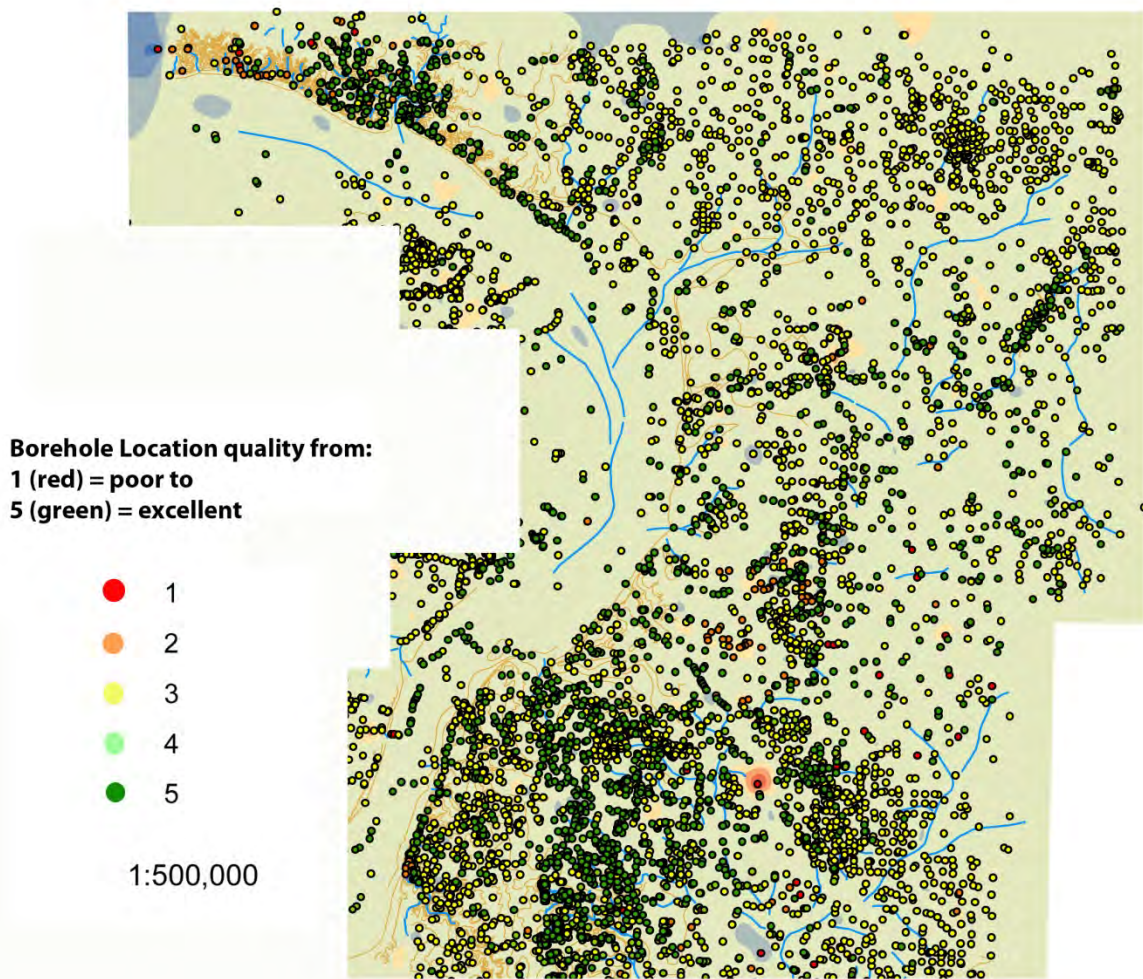 Borehole Location quality from:
1 (red) = poor to
5 (green) = excellent
1
2
3
4
5
1:500,000